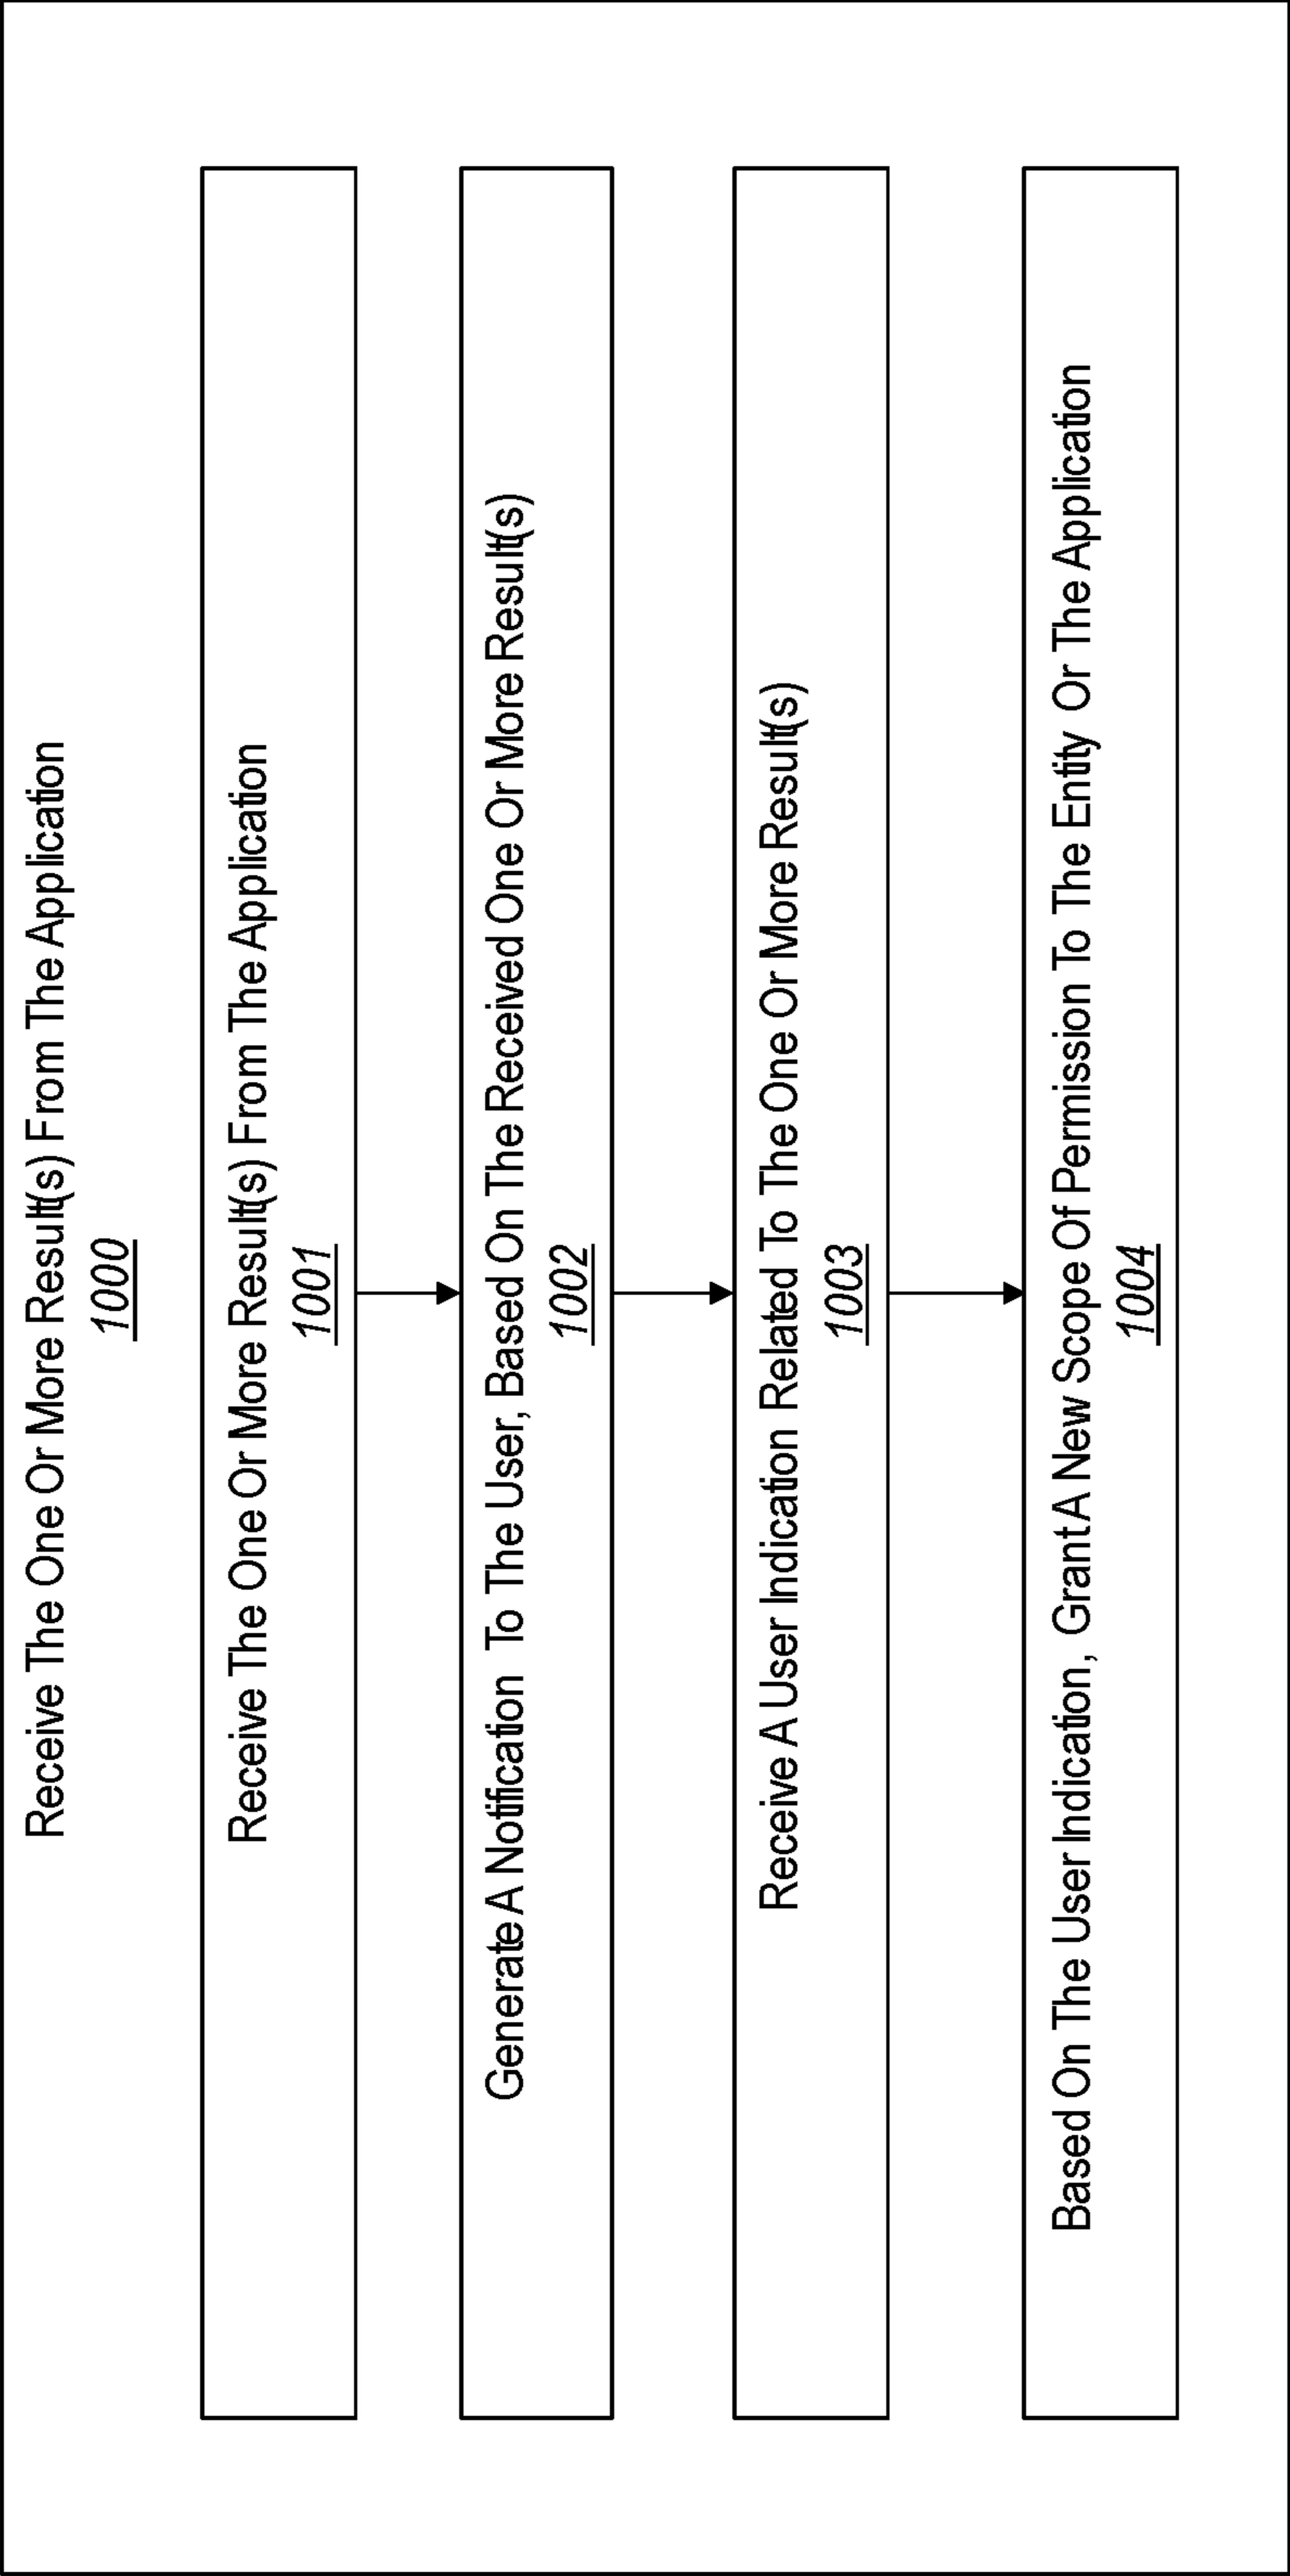 Receive The One Or More Result(s) From The Application
1000
Receive The One Or More Result(s) From The Application
1001
Generate A Notification To The User, Based On The Received One Or More Result(s)
1002
Receive A User Indication Related To The One Or More Result(s)
1003
Based On The User Indication, Grant A New Scope Of Permission To The Entity Or The Application
1004